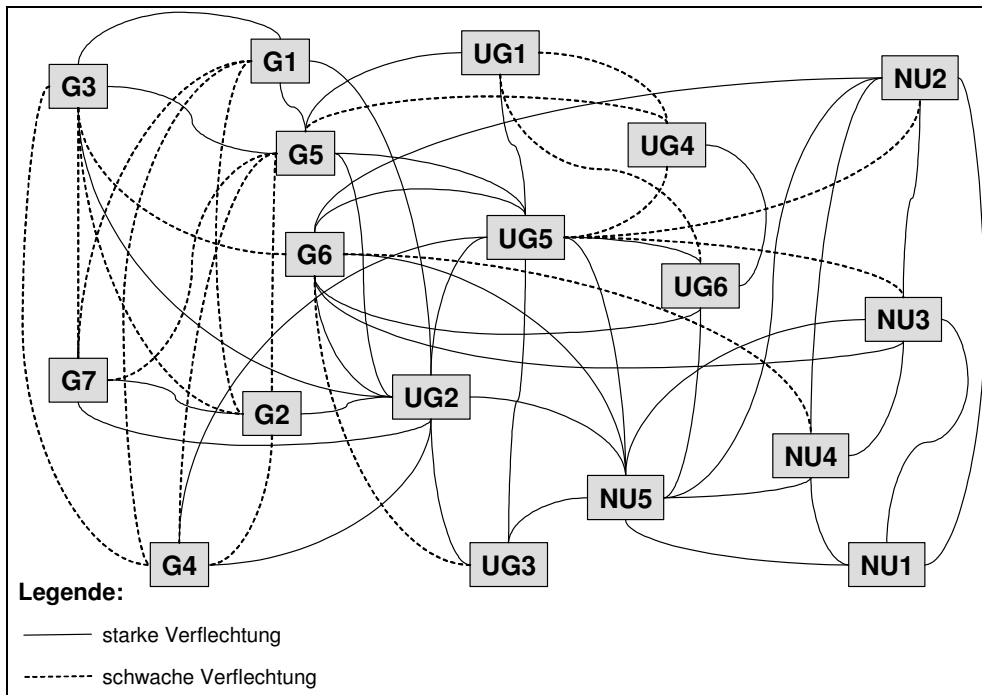 G1
UG1
G3
NU2
G5
UG4
UG5
G6
UG6
NU3
G7
G2
UG2
NU4
NU5
G4
UG3
NU1
Legende:
starke Verflechtung
schwache Verflechtung